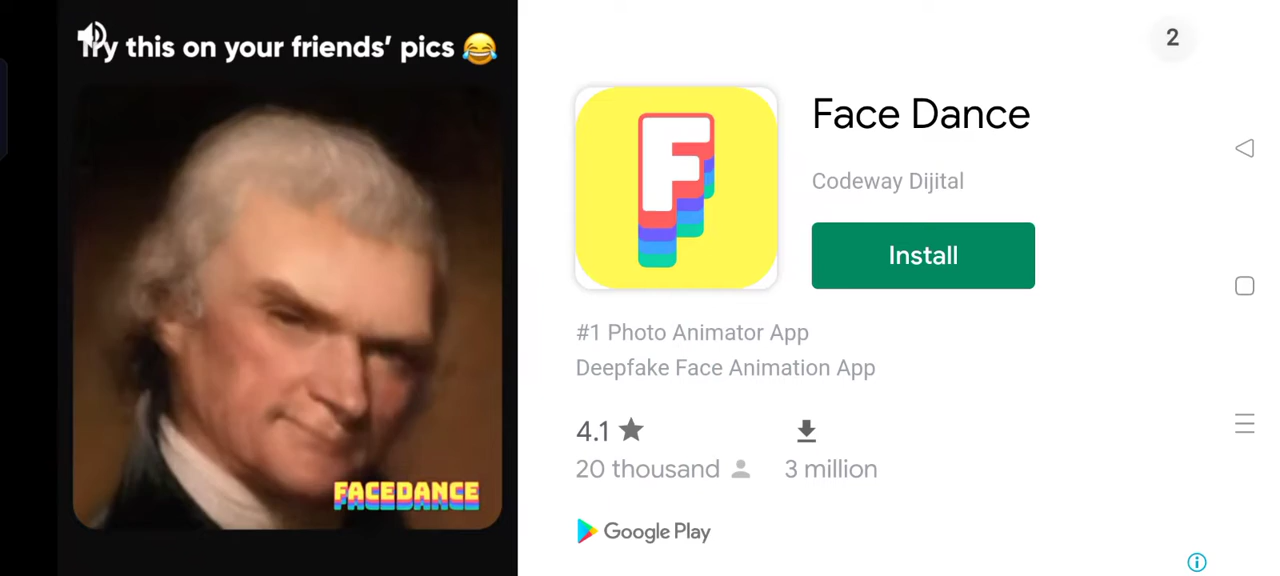 Try this on your friends' pics 😂
FACEDANCE
2
F
Face Dance
Codeway Dijital
Install
#1 Photo Animator App
Deepfake Face Animation App
4.1
20 thousand
3 million
Google Play